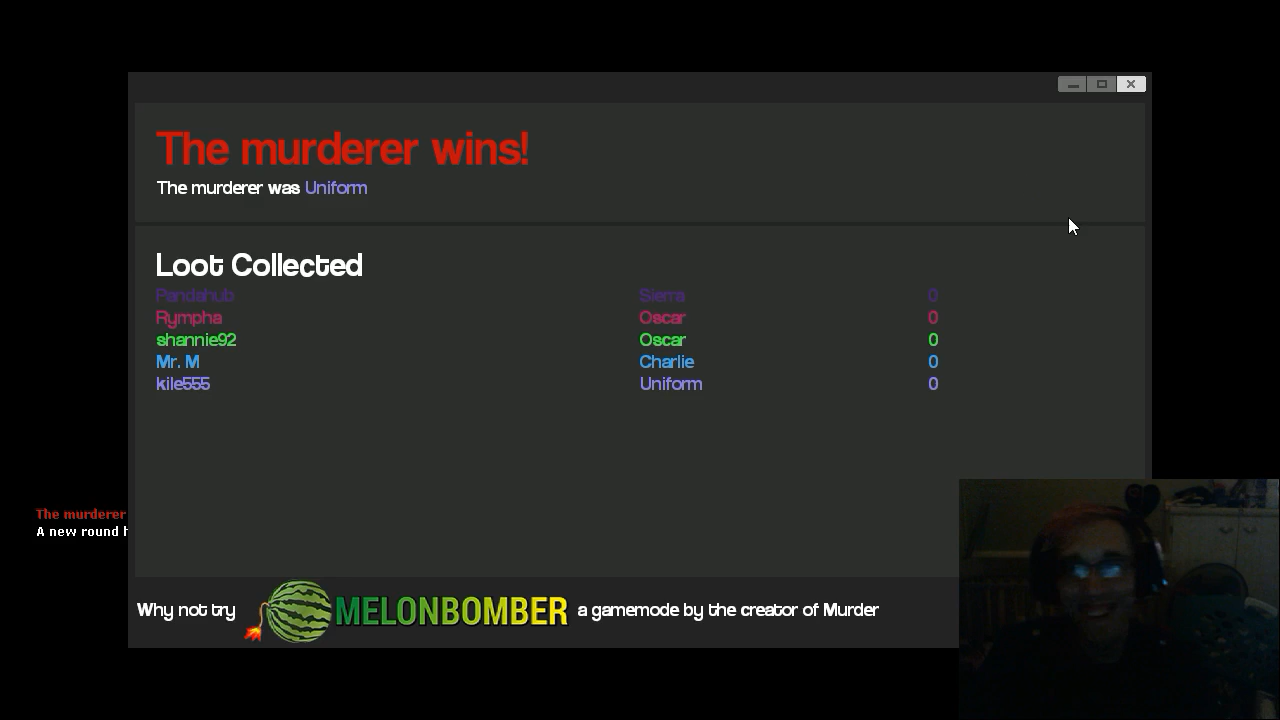 The murderer wins!
The murderer was Uniform
Loot Collected
Pandahub Sierra 0
Rympha Oscar 0
shannie92 Oscar 0
Mr. M Charlie 0
kile555 Uniform 0
The murderer
A new round h
Why not try MELONBOMBER a gamemode by the creator of Murder